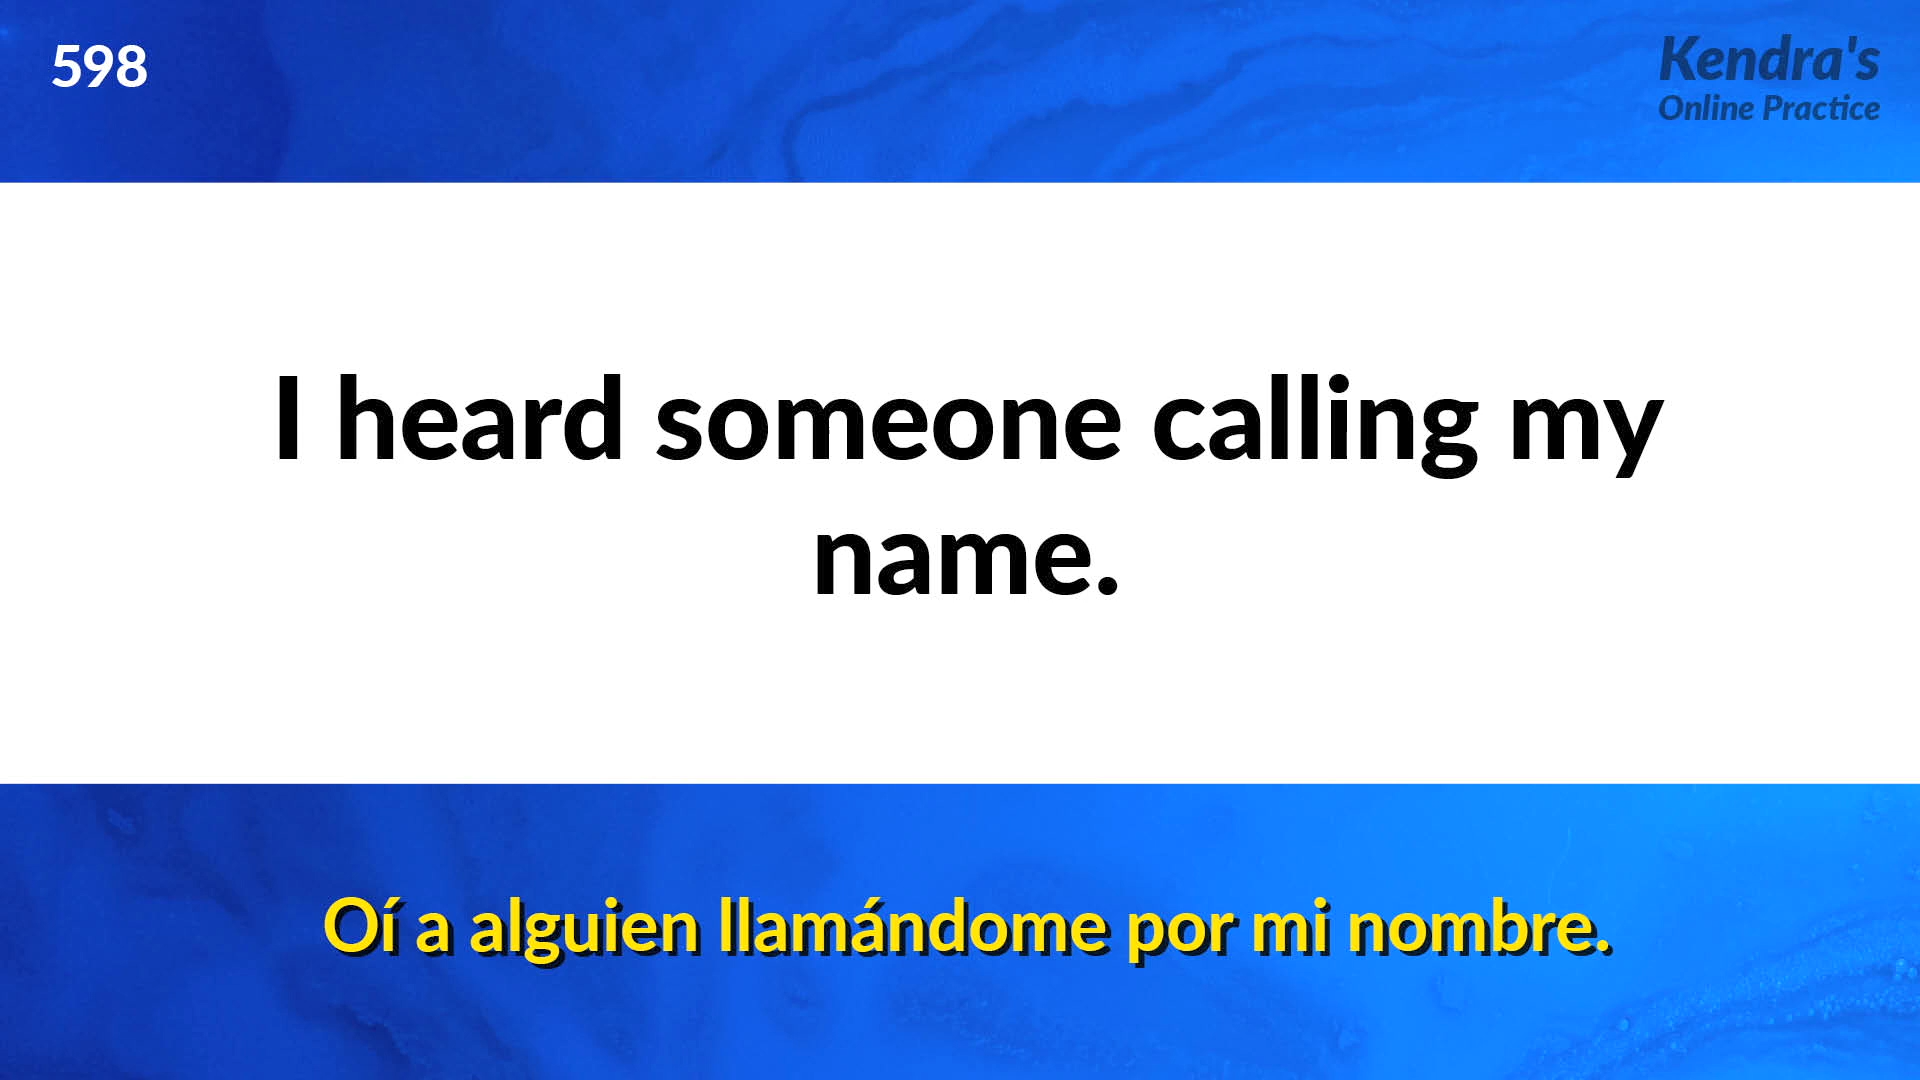 598
Kendra's
Online Practice
I heard someone calling my
name.
Oí a alguien llamándome por mi nombre.